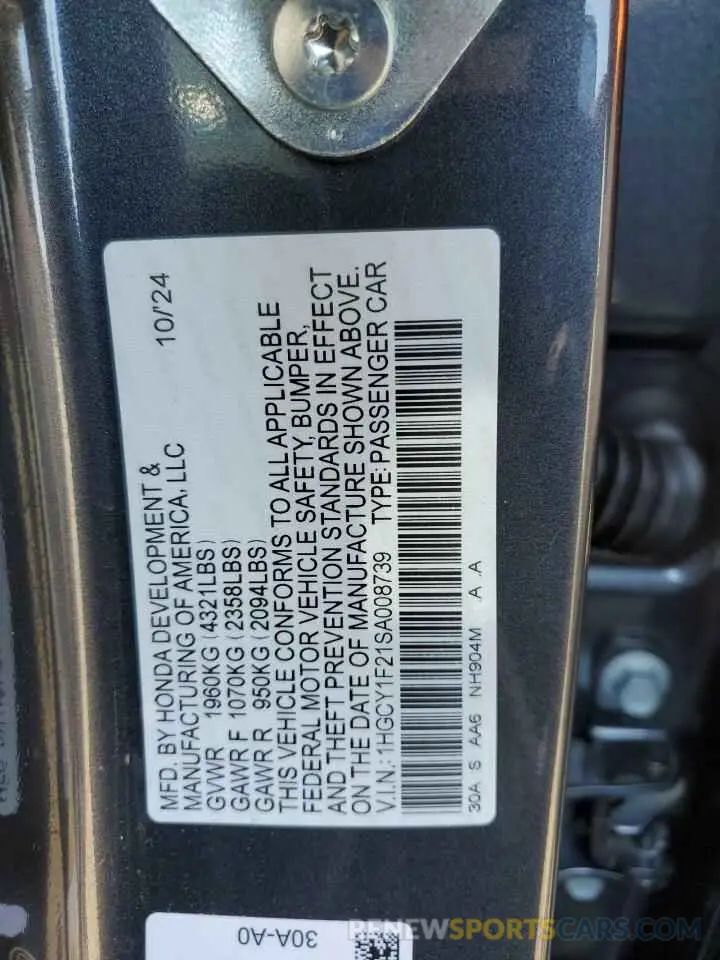 MFD. BY HONDA DEVELOPMENT & 10/'24
MANUFACTURING OF AMERICA, LLC
GVWR 1960KG (4321LBS)
GAWR F 1070KG (2358LBS)
GAWR R 950KG (2094LBS)
THIS VEHICLE CONFORMS TO ALL APPLICABLE
FEDERAL MOTOR VEHICLE SAFETY, BUMPER,
AND THEFT PREVENTION STANDARDS IN EFFECT
ON THE DATE OF MANUFACTURE SHOWN ABOVE.
V.I.N.:1HGCY1F21SA008739 TYPE: PASSENGER CAR
30A S AA6 NH904M .A .A
30A-A0
RENEWSPORTSCARS.COM